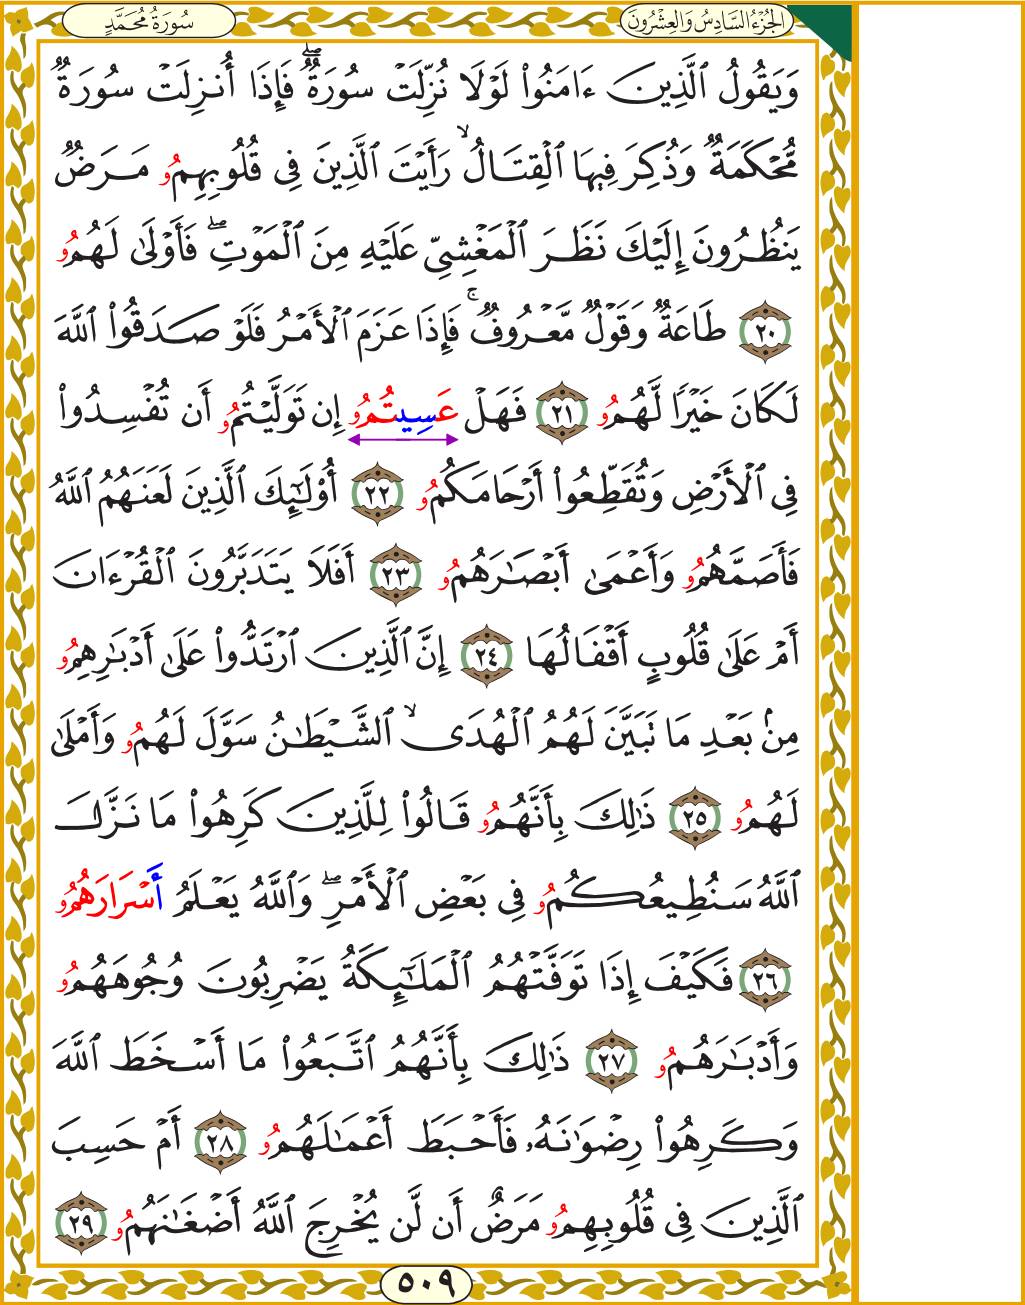 الجُزْءُ السَّادِسُ وَالعِشْرُونَ
سُورَةُ مُحَمَّدٍ
وَيَقُولُ ٱلَّذِينَ ءَامَنُواْ لَوْلَا نُزِّلَتْ سُورَةٌ ۖ فَإِذَا أُنزِلَتْ سُورَةٌ
مُّحْكَمَةٌ وَذُكِرَ فِيهَا ٱلْقِتَالُ ۙ رَأَيْتَ ٱلَّذِينَ فِي قُلُوبِهِمُو مَرَضٌ
يَنظُرُونَ إِلَيْكَ نَظَرَ ٱلْمَغْشِيِّ عَلَيْهِ مِنَ ٱلْمَوْتِ ۖ فَأَوْلَىٰ لَهُمُو
٢٠ طَاعَةٌ وَقَوْلٌ مَّعْرُوفٌ ۚ فَإِذَا عَزَمَ ٱلْأَمْرُ فَلَوْ صَدَقُواْ ٱللَّهَ
لَكَانَ خَيْرًا لَّهُمُو ٢١ فَهَلْ عَسِيتُمُو إِن تَوَلَّيْتُمُو أَن تُفْسِدُواْ
فِي ٱلْأَرْضِ وَتُقَطِّعُواْ أَرْحَامَكُمُو ٢٢ أُوْلَـٰٓئِكَ ٱلَّذِينَ لَعَنَهُمُ ٱللَّهُ
فَأَصَمَّهُمُو وَأَعْمَىٰ أَبْصَـٰرَهُمُو ٢٣ أَفَلَا يَتَدَبَّرُونَ ٱلْقُرْءَانَ
أَمْ عَلَىٰ قُلُوبٍ أَقْفَالُهَا ٢٤ إِنَّ ٱلَّذِينَ ٱرْتَدُّواْ عَلَىٰ أَدْبَـٰرِهِمُو
مِنۢ بَعْدِ مَا تَبَيَّنَ لَهُمُ ٱلْهُدَى ۙ ٱلشَّيْطَـٰنُ سَوَّلَ لَهُمُو وَأَمْلَىٰ
لَهُمُو ٢٥ ذَٰلِكَ بِأَنَّهُمُو قَالُواْ لِلَّذِينَ كَرِهُواْ مَا نَزَّلَ
ٱللَّهُ سَنُطِيعُكُمُو فِي بَعْضِ ٱلْأَمْرِ ۖ وَٱللَّهُ يَعْلَمُ أَسْرَارَهُمُو
٢٦ فَكَيْفَ إِذَا تَوَفَّتْهُمُ ٱلْمَلَـٰٓئِكَةُ يَضْرِبُونَ وُجُوهَهُمُو
وَأَدْبَـٰرَهُمُو ٢٧ ذَٰلِكَ بِأَنَّهُمُ ٱتَّبَعُواْ مَا أَسْخَطَ ٱللَّهَ
وَكَرِهُواْ رِضْوَٰنَهُۥ فَأَحْبَطَ أَعْمَـٰلَهُمُو ٢٨ أَمْ حَسِبَ
ٱلَّذِينَ فِي قُلُوبِهِمُو مَرَضٌ أَن لَّن يُخْرِجَ ٱللَّهُ أَضْغَـٰنَهُمُو ٢٩
٥٠٩